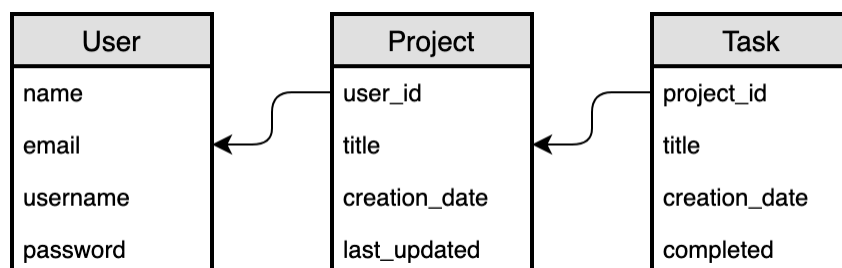 User
name
email
username
password
Project
user_id
title
creation_date
last_updated
Task
project_id
title
creation_date
completed